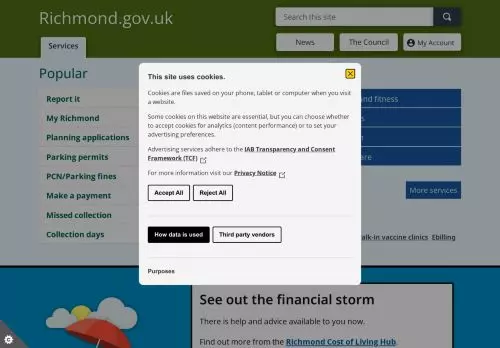 Richmond.gov.uk
Search this site
Services
News
The Council
My Account
Popular
Report it
My Richmond
Planning applications
Parking permits
PCN/Parking fines
Make a payment
Missed collection
Collection days
and fitness
More services
vaccine clinics Ebilling
This site uses cookies.
Cookies are files saved on your phone, tablet or computer when you visit
a website.
Some cookies on this website are essential, but you can choose whether
to accept cookies for analytics (content performance) or to set your
advertising preferences.
Advertising services adhere to the IAB Transparency and Consent
Framework (TCF)
For more information visit our Privacy Notice
Accept All
Reject All
How data is used
Third party vendors
Purposes
See out the financial storm
There is help and advice available to you now.
Find out more from the Richmond Cost of Living Hub.